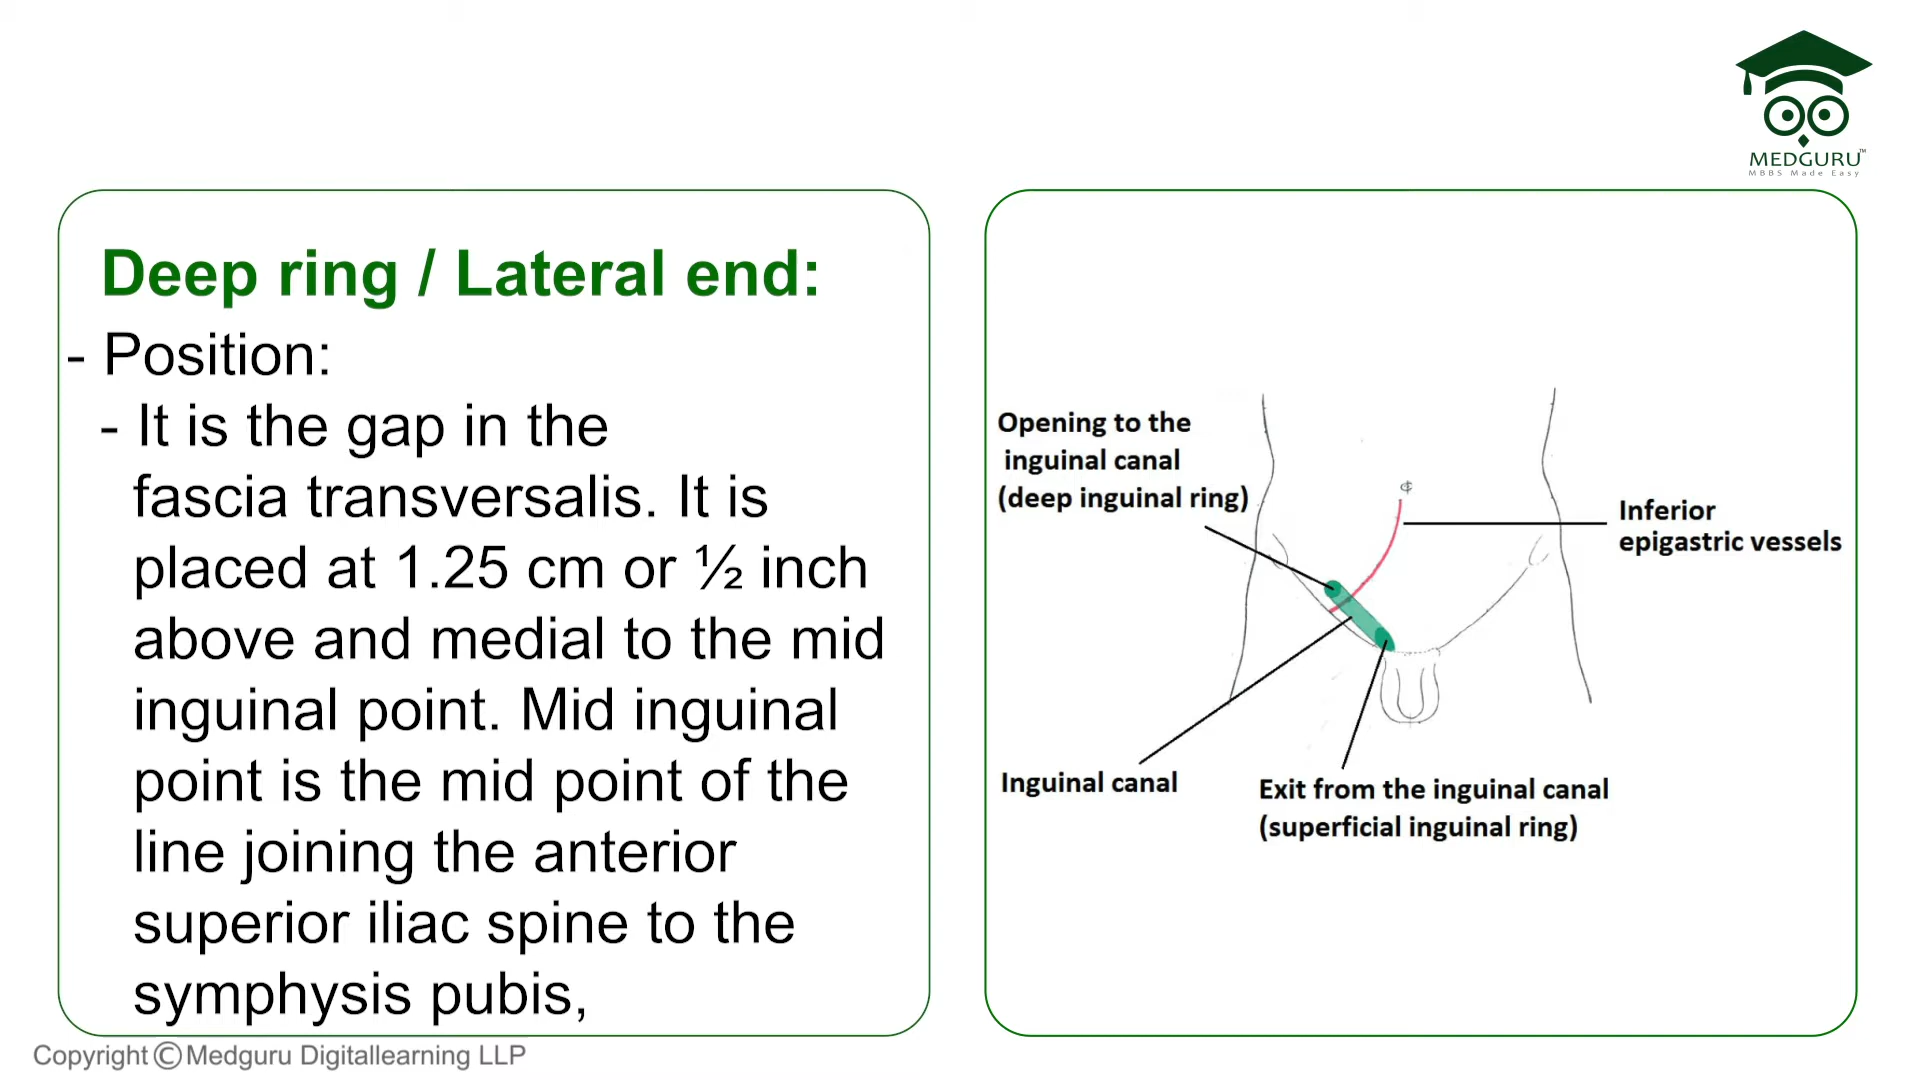 MEDGURU™
MBBS Made Easy
Deep ring / Lateral end:
- Position:
- It is the gap in the
fascia transversalis. It is
placed at 1.25 cm or ½ inch
above and medial to the mid
inguinal point. Mid inguinal
point is the mid point of the
line joining the anterior
superior iliac spine to the
symphysis pubis,
Opening to the
inguinal canal
(deep inguinal ring)
Inferior
epigastric vessels
Inguinal canal
Exit from the inguinal canal
(superficial inguinal ring)
Copyright © Medguru Digitallearning LLP